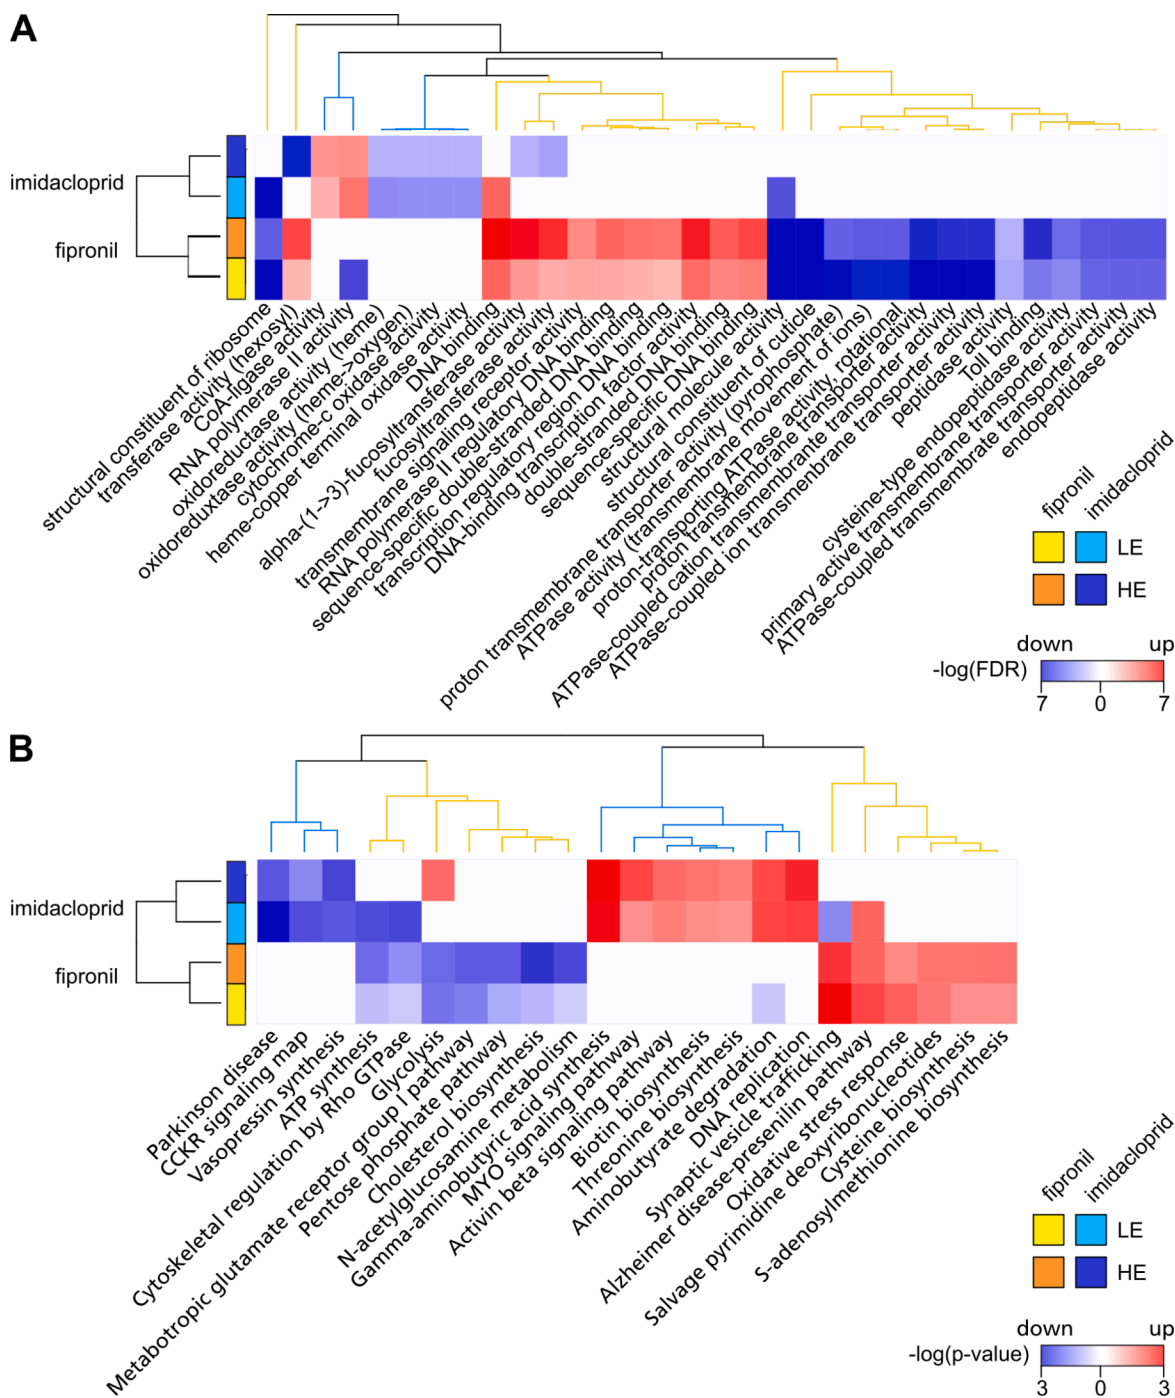 A
imidacloprid
fipronil
structural constituent of ribosome
transferase activity (hexosyl)
CoA-ligase activity
RNA polymerase II activity
oxidoreductase activity (heme)
oxidoreduxtase activity (heme->oxygen)
cytochrome-c oxidase activity
heme-copper terminal oxidase activity
DNA binding
alpha-(1->3)-fucosyltransferase activity
fucosyltransferase activity
transmembrane signaling receptor activity
RNA polymerase II regulatory DNA binding
sequence-specific double-stranded DNA binding
transcription regulatory region DNA binding
DNA-binding transcription factor activity
double-stranded DNA binding
sequence-specific DNA binding
structural molecule activity
structural constituent of cuticle
proton transmembrane transporter activity (pyrophosphate)
ATPase activity (transmembrane movement of ions)
proton-transporting ATPase activity, rotational
proton transmembrane transporter activity
ATPase-coupled cation transmembrane transporter activity
ATPase-coupled ion transmembrane transporter activity
peptidase activity
Toll binding
cysteine-type endopeptidase activity
primary active transmembrane transporter activity
ATPase-coupled transmembrane transporter activity
endopeptidase activity
fipronil
imidacloprid
LE
HE
down up
-log(FDR)
7 0 7
B
imidacloprid
fipronil
Parkinson disease
CCKR signaling map
Vasopressin synthesis
ATP synthesis
Cytoskeletal regulation by Rho GTPase
Glycolysis
Metabotropic glutamate receptor group I pathway
Pentose phosphate pathway
Cholesterol biosynthesis
N-acetylglucosamine metabolism
Gamma-aminobutyric acid synthesis
MYO signaling pathway
Activin beta signaling pathway
Biotin biosynthesis
Threonine biosynthesis
Aminobutyrate degradation
DNA replication
Synaptic vesicle trafficking
Alzheimer disease-presenilin pathway
Oxidative stress response
Salvage pyrimidine deoxyribonucleotides
Cysteine biosynthesis
S-adenosylmethionine biosynthesis
fipronil
imidacloprid
LE
HE
down up
-log(p-value)
3 0 3